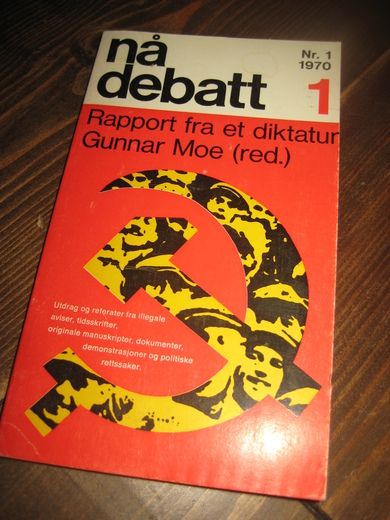 nå
debatt
Nr. 1
1970
1
Rapport fra et diktatur
Gunnar Moe (red.)
Utdrag og referater fra illegale
aviser, tidsskrifter,
originale manuskripter, dokumenter,
demonstrasjoner og politiske
rettssaker.